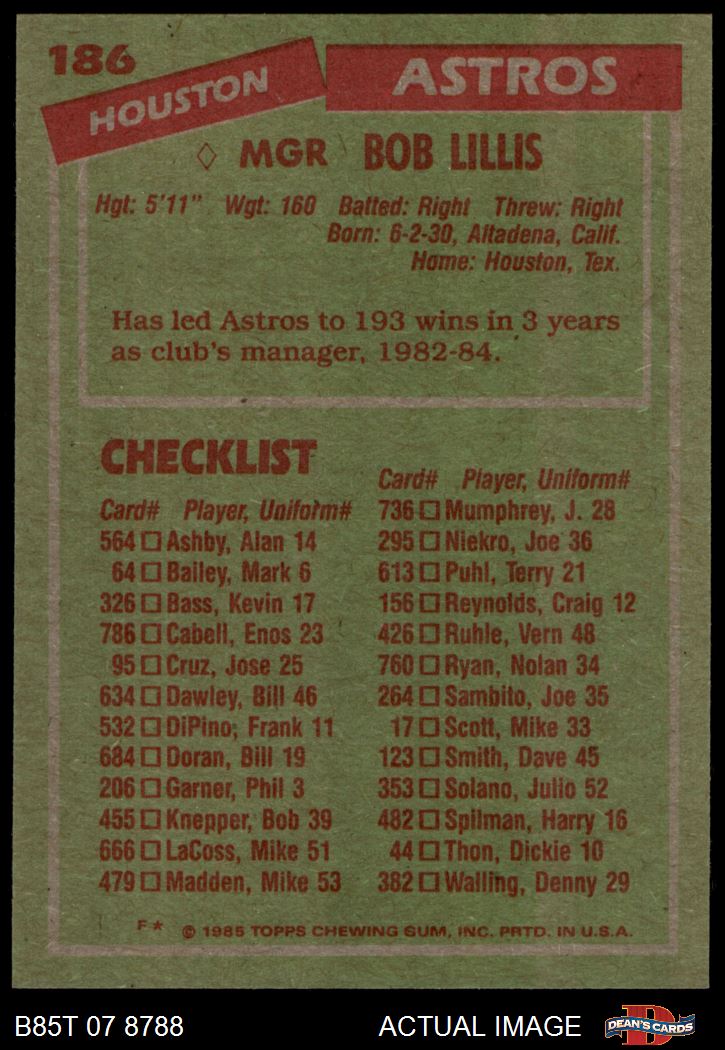 186
HOUSTON ASTROS
◊ MGR BOB LILLIS
Hgt: 5'11" Wgt: 160 Batted: Right Threw: Right
Born: 6-2-30, Altadena, Calif.
Home: Houston, Tex.
Has led Astros to 193 wins in 3 years
as club's manager, 1982-84.
CHECKLIST
Card# Player, Uniform#
564 □ Ashby, Alan 14
64 □ Bailey, Mark 6
326 □ Bass, Kevin 17
786 □ Cabell, Enos 23
95 □ Cruz, Jose 25
634 □ Dawley, Bill 46
532 □ DiPino, Frank 11
684 □ Doran, Bill 19
206 □ Garner, Phil 3
455 □ Knepper, Bob 39
666 □ LaCoss, Mike 51
479 □ Madden, Mike 53
Card# Player, Uniform#
736 □ Mumphrey, J. 28
295 □ Niekro, Joe 36
613 □ Puhl, Terry 21
156 □ Reynolds, Craig 12
426 □ Ruhle, Vern 48
760 □ Ryan, Nolan 34
264 □ Sambito, Joe 35
17 □ Scott, Mike 33
123 □ Smith, Dave 45
353 □ Solano, Julio 52
482 □ Spilman, Harry 16
44 □ Thon, Dickie 10
382 □ Walling, Denny 29
F* © 1985 TOPPS CHEWING GUM, INC. PRTD. IN U.S.A.
B85T 07 8788 ACTUAL IMAGE D DEAN'S CARDS